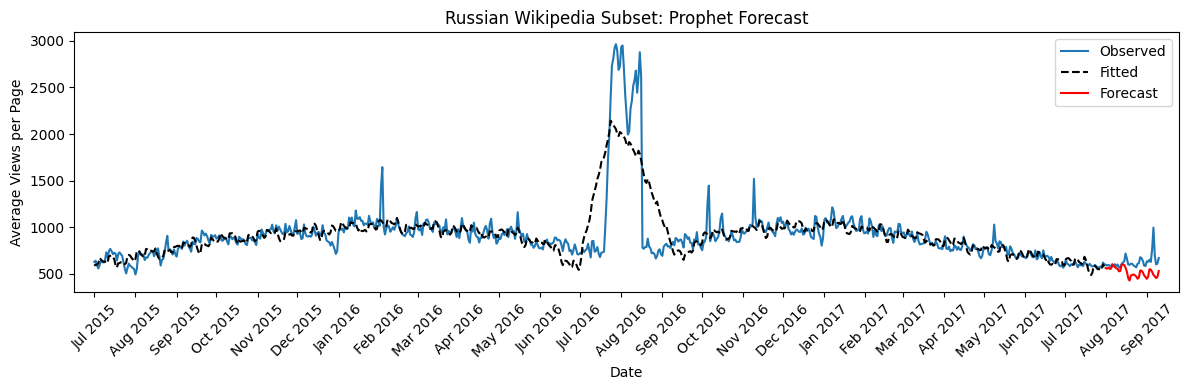 Russian Wikipedia Subset: Prophet Forecast
Average Views per Page
3000
2500
2000
1500
1000
500
Observed
Fitted
Forecast
Jul 2015
Aug 2015
Sep 2015
Oct 2015
Nov 2015
Dec 2015
Jan 2016
Feb 2016
Mar 2016
Apr 2016
May 2016
Jun 2016
Jul 2016
Aug 2016
Sep 2016
Oct 2016
Nov 2016
Dec 2016
Jan 2017
Feb 2017
Mar 2017
Apr 2017
May 2017
Jun 2017
Jul 2017
Aug 2017
Sep 2017
Date